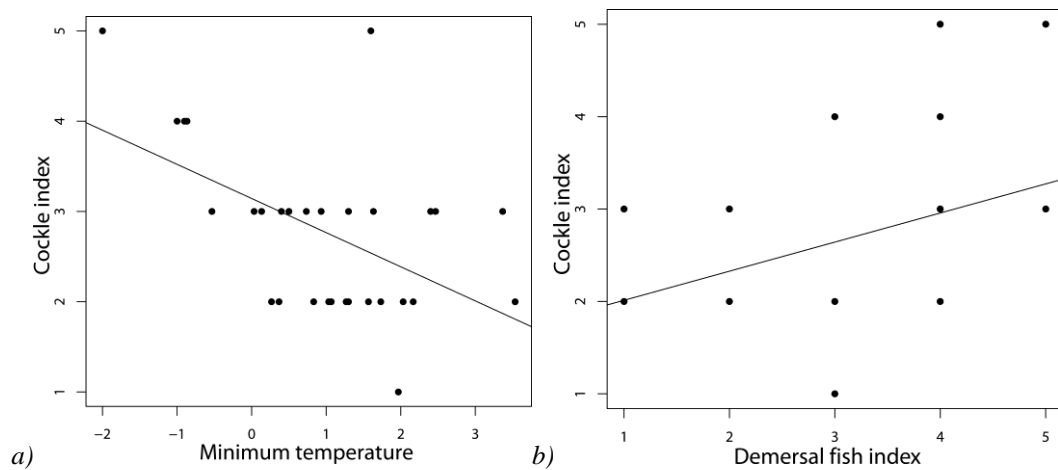 5
4
3
2
1
Cockle index
−2 −1 0 1 2 3
Minimum temperature
a)
5
4
3
2
1
Cockle index
1 2 3 4 5
Demersal fish index
b)